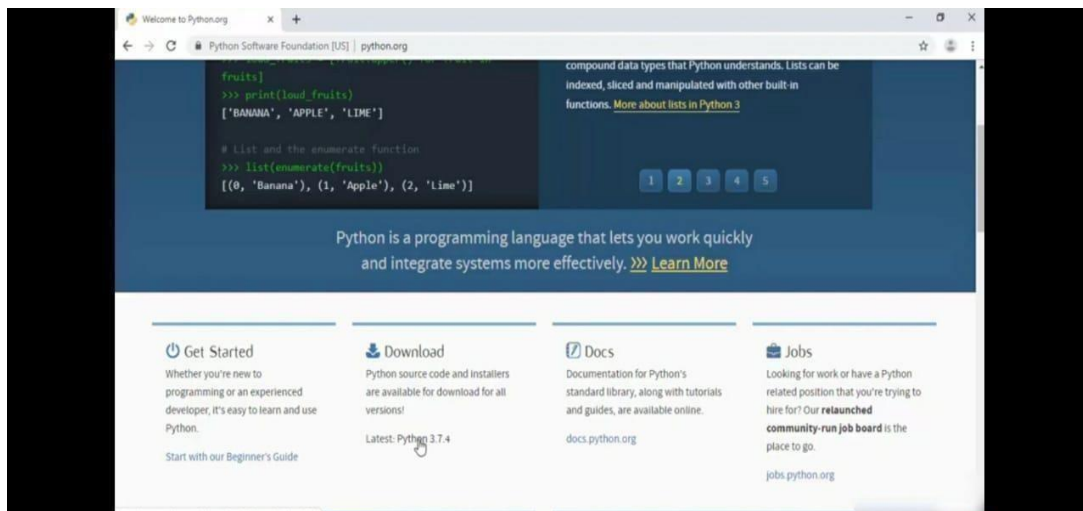 Welcome to Python.org
Python Software Foundation [US] | python.org
fruits]
>>> print(loud_fruits)
['BANANA', 'APPLE', 'LIME']
# List and the enumerate function
>>> list(enumerate(fruits))
[(0, 'Banana'), (1, 'Apple'), (2, 'Lime')]
compound data types that Python understands. Lists can be
indexed, sliced and manipulated with other built-in
functions. More about lists in Python 3
1 2 3 4 5
Python is a programming language that lets you work quickly
and integrate systems more effectively. >>> Learn More
Get Started
Whether you're new to
programming or an experienced
developer, it's easy to learn and use
Python.
Start with our Beginner's Guide
Download
Python source code and installers
are available for download for all
versions!
Latest: Python 3.7.4
Docs
Documentation for Python's
standard library, along with tutorials
and guides, are available online.
docs.python.org
Jobs
Looking for work or have a Python
related position that you're trying to
hire for? Our relaunched
community-run job board is the
place to go.
jobs.python.org